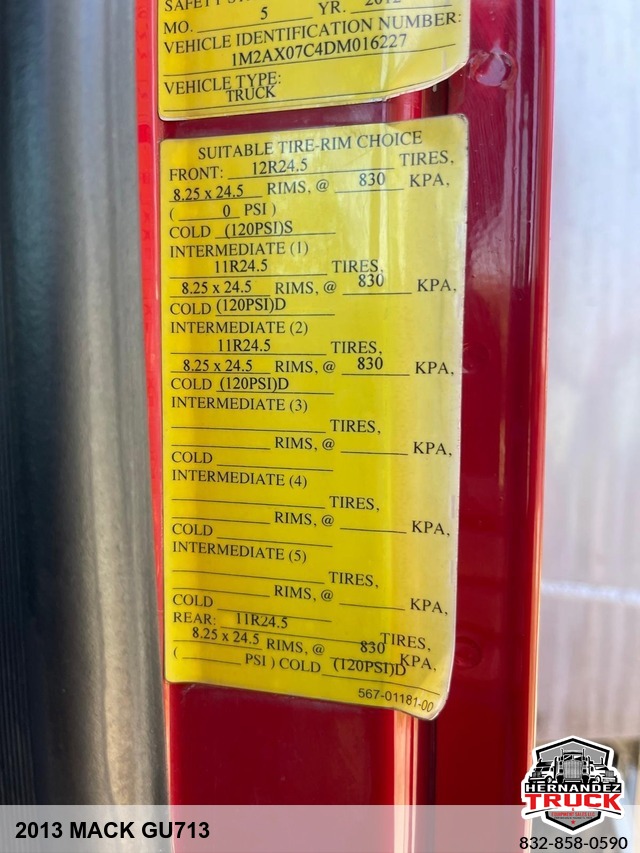 SAFETY
MO. 5 YR. 2012
VEHICLE IDENTIFICATION NUMBER:
1M2AX07C4DM016227
VEHICLE TYPE:
TRUCK
SUITABLE TIRE-RIM CHOICE
FRONT: 12R24.5 TIRES,
8.25 x 24.5 RIMS, @ 830 KPA,
( 0 PSI )
COLD (120PSI)S
INTERMEDIATE (1)
11R24.5 TIRES,
8.25 x 24.5 RIMS, @ 830 KPA,
COLD (120PSI)D
INTERMEDIATE (2)
11R24.5 TIRES,
8.25 x 24.5 RIMS, @ 830 KPA,
COLD (120PSI)D
INTERMEDIATE (3)
TIRES,
RIMS, @ KPA,
COLD
INTERMEDIATE (4)
TIRES,
RIMS, @ KPA,
COLD
INTERMEDIATE (5)
TIRES,
RIMS, @ KPA,
COLD
REAR: 11R24.5 TIRES,
8.25 x 24.5 RIMS, @ 830 KPA,
( PSI ) COLD (120PSI)D
567-01181-00
HERNANDEZ
TRUCK
EQUIPMENT SALES LLC
2013 MACK GU713
832-858-0590